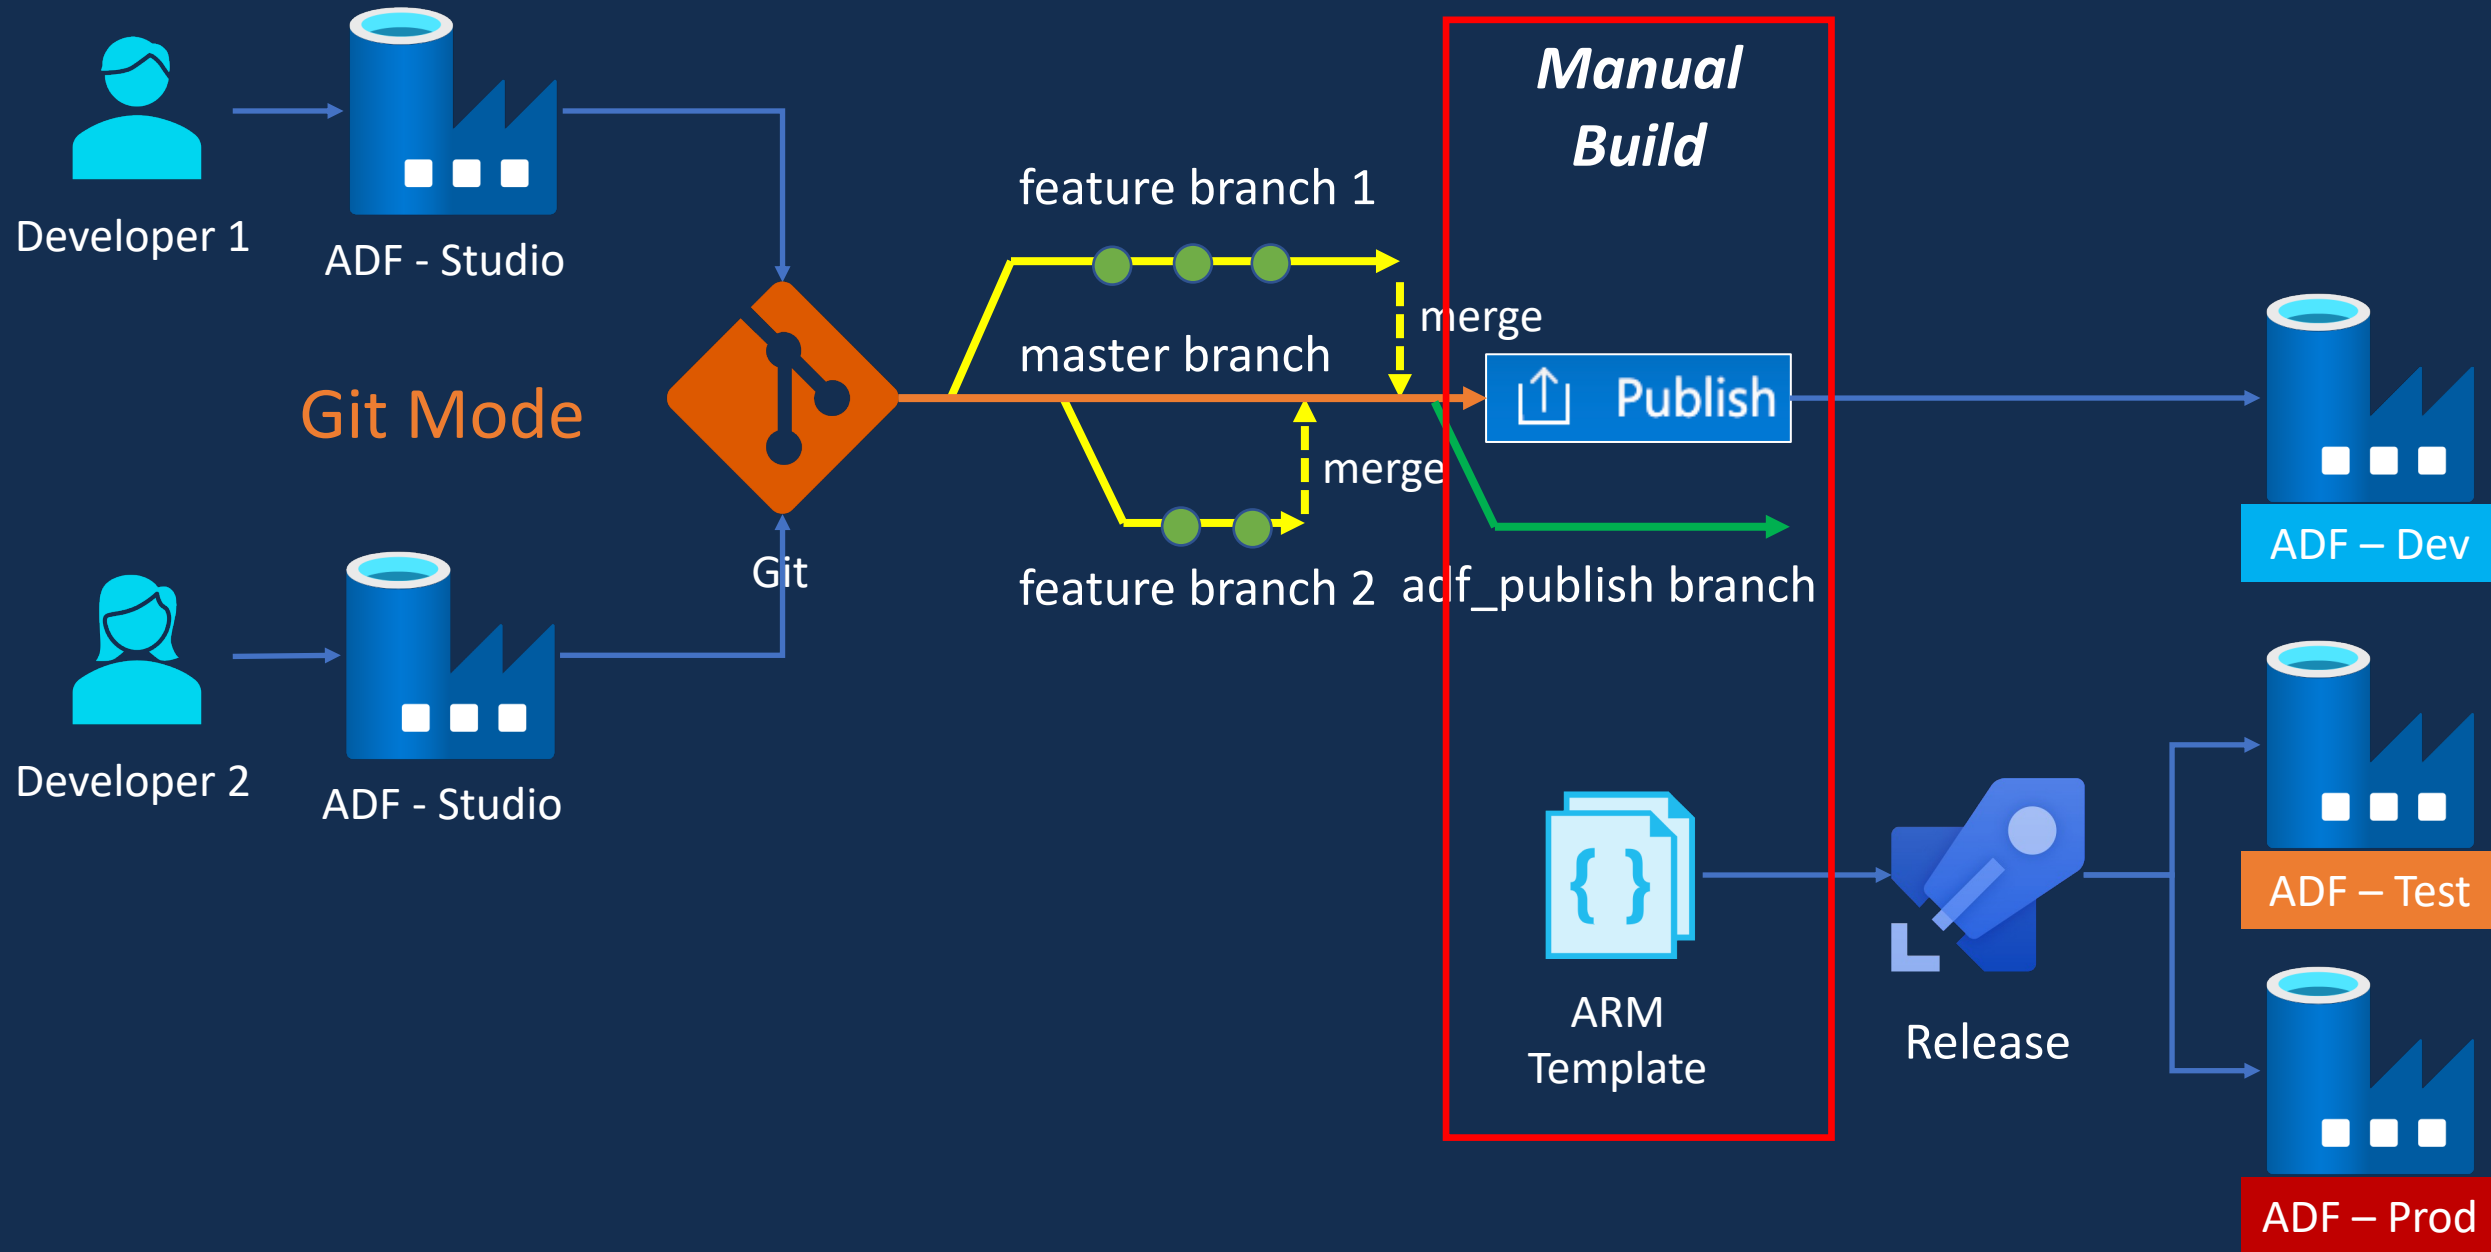 Manual
Build
Developer 1
ADF - Studio
feature branch 1
merge
master branch
Git Mode
Publish
merge
Git
feature branch 2
adf_publish branch
ADF – Dev
Developer 2
ADF - Studio
ADF – Test
{ }
ARM
Template
Release
ADF – Prod